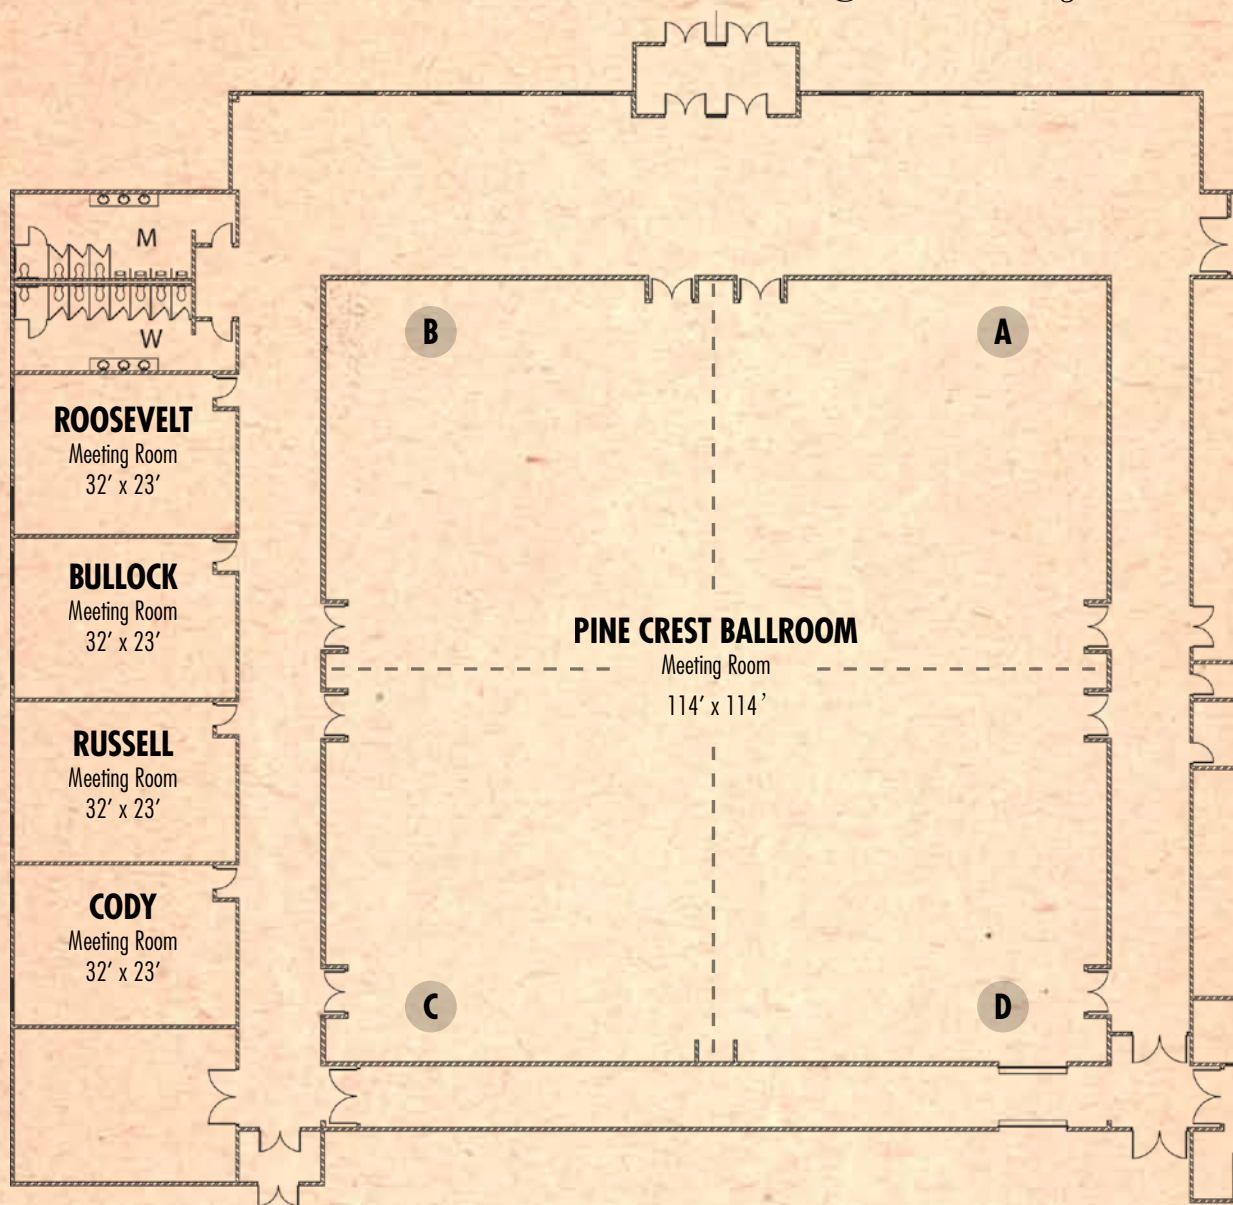 M
W
B
A
ROOSEVELT
Meeting Room
32' x 23'
BULLOCK
Meeting Room
32' x 23'
PINE CREST BALLROOM
Meeting Room
114' x 114'
RUSSELL
Meeting Room
32' x 23'
CODY
Meeting Room
32' x 23'
C
D